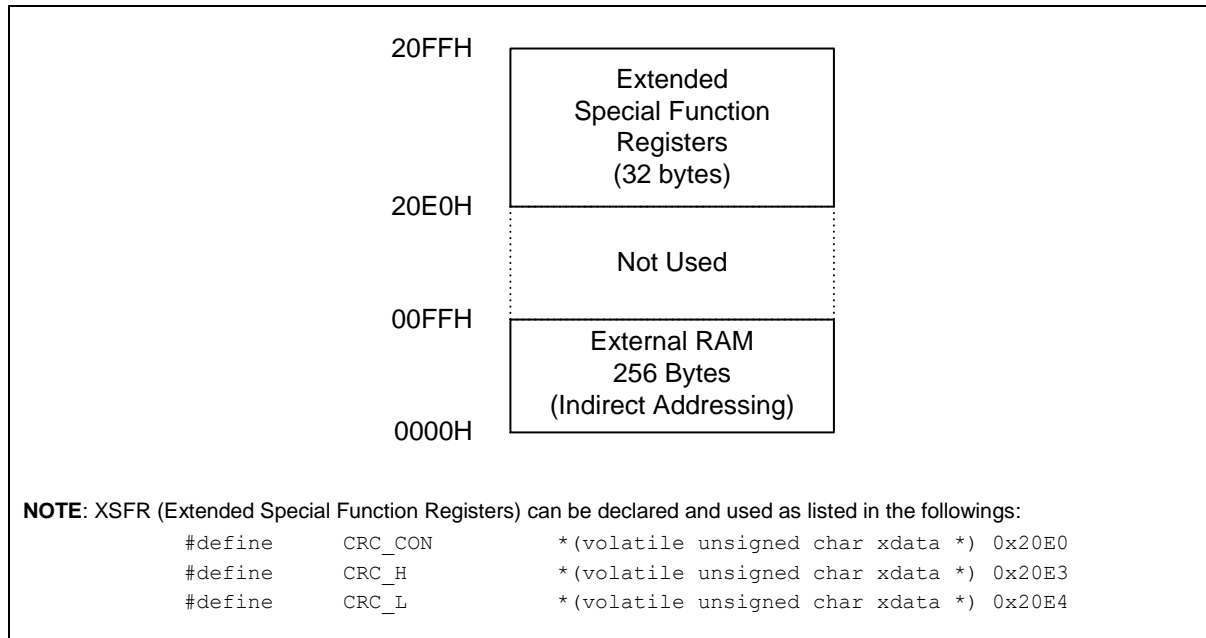 20FFH
Extended
Special Function
Registers
(32 bytes)
20E0H
Not Used
00FFH
External RAM
256 Bytes
(Indirect Addressing)
0000H
NOTE: XSFR (Extended Special Function Registers) can be declared and used as listed in the followings:
#define CRC_CON *(volatile unsigned char xdata *) 0x20E0
#define CRC_H *(volatile unsigned char xdata *) 0x20E3
#define CRC_L *(volatile unsigned char xdata *) 0x20E4